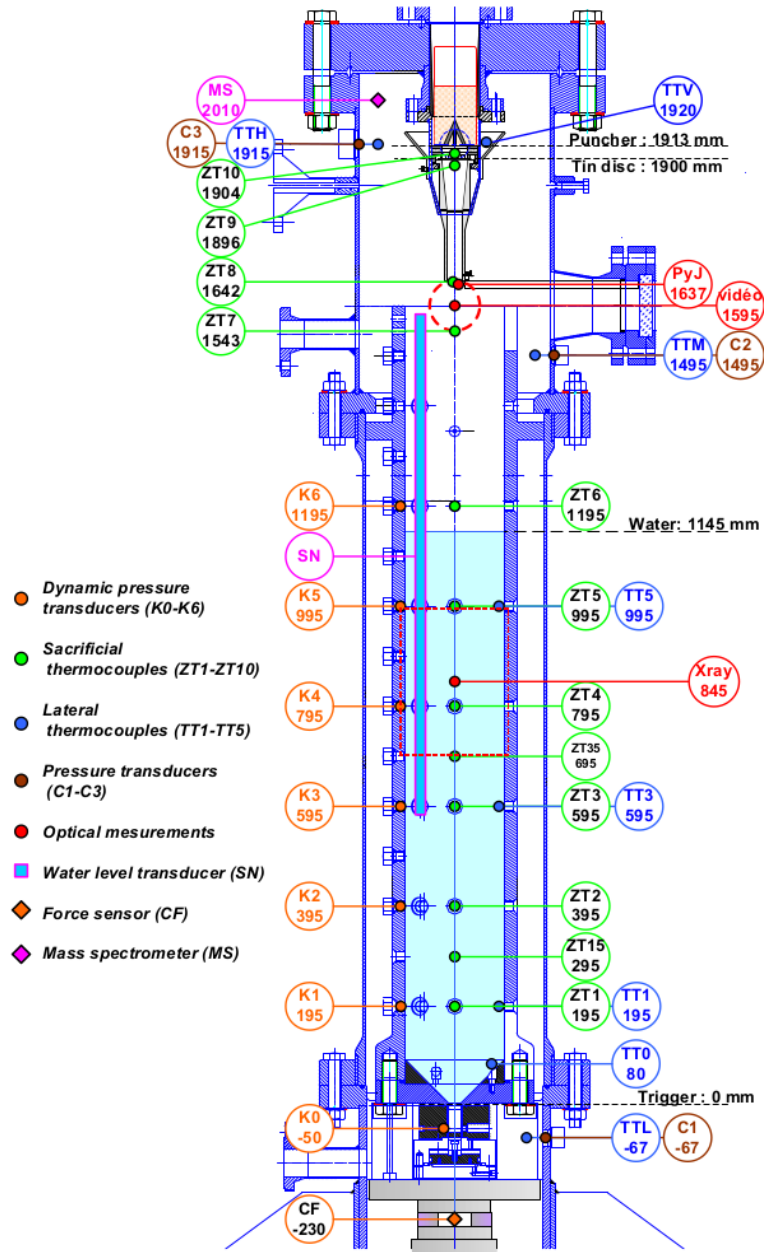 MS
2010
TTV
1920
C3
1915
TTH
1915
Puncher : 1913 mm
Tin disc : 1900 mm
ZT10
1904
ZT9
1896
ZT8
1642
PyJ
1637
vidéo
1595
ZT7
1543
TTM
1495
C2
1495
K6
1195
ZT6
1195
Water: 1145 mm
SN
K5
995
ZT5
995
TT5
995
Xray
845
K4
795
ZT4
795
ZT35
695
K3
595
ZT3
595
TT3
595
K2
395
ZT2
395
ZT15
295
K1
195
ZT1
195
TT1
195
TT0
80
Trigger : 0 mm
K0
-50
TTL
-67
C1
-67
CF
-230
Dynamic pressure
transducers (K0-K6)
Sacrificial
thermocouples (ZT1-ZT10)
Lateral
thermocouples (TT1-TT5)
Pressure transducers
(C1-C3)
Optical mesurements
Water level transducer (SN)
Force sensor (CF)
Mass spectrometer (MS)